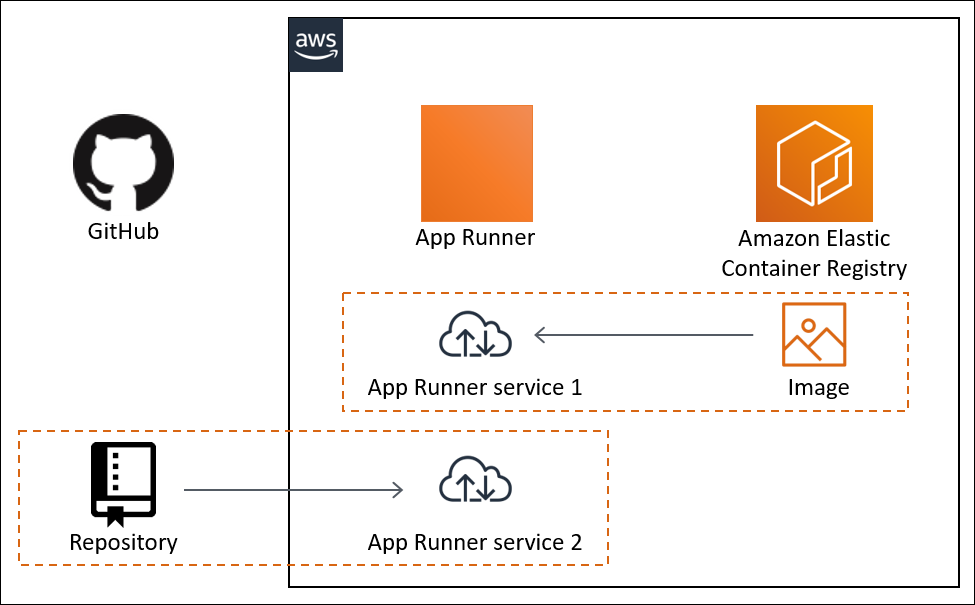 aws
GitHub
App Runner
Amazon Elastic
Container Registry
App Runner service 1
Image
Repository
App Runner service 2